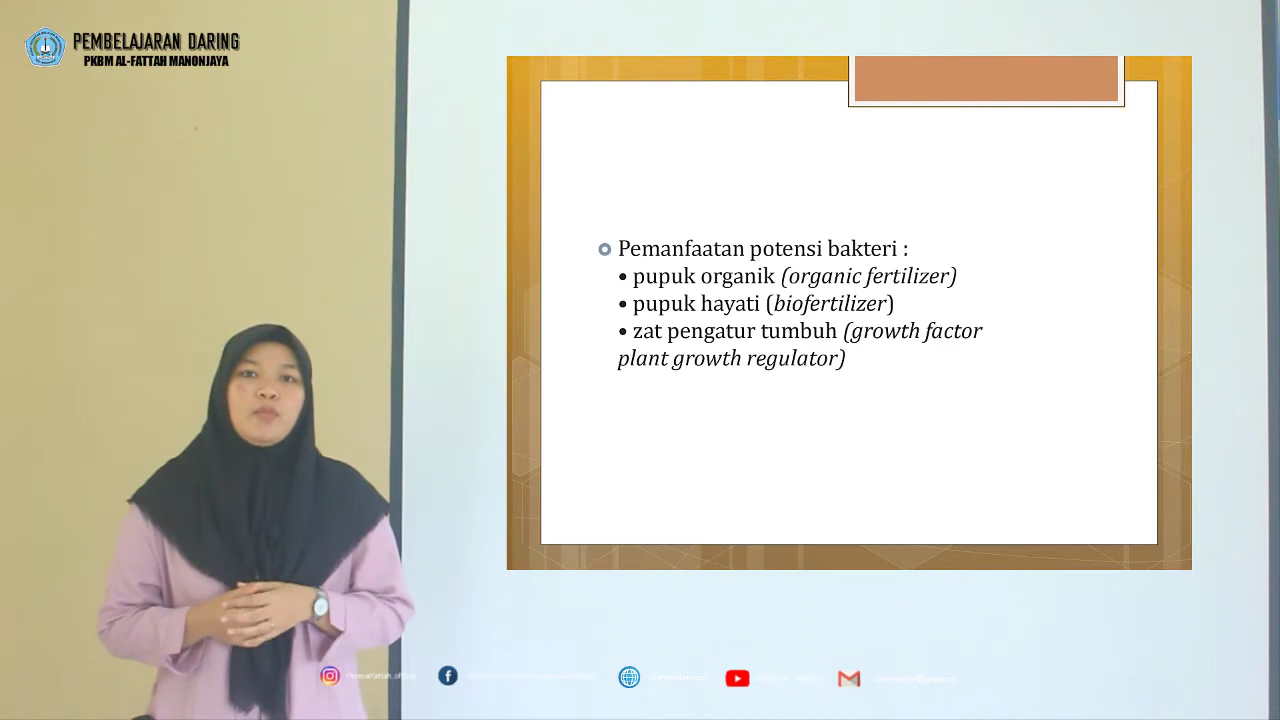 PEMBELAJARAN DARING
PKBM AL-FATTAH MANONJAYA
Pemanfaatan potensi bakteri :
• pupuk organik (organic fertilizer)
• pupuk hayati (biofertilizer)
• zat pengatur tumbuh (growth factor
plant growth regulator)